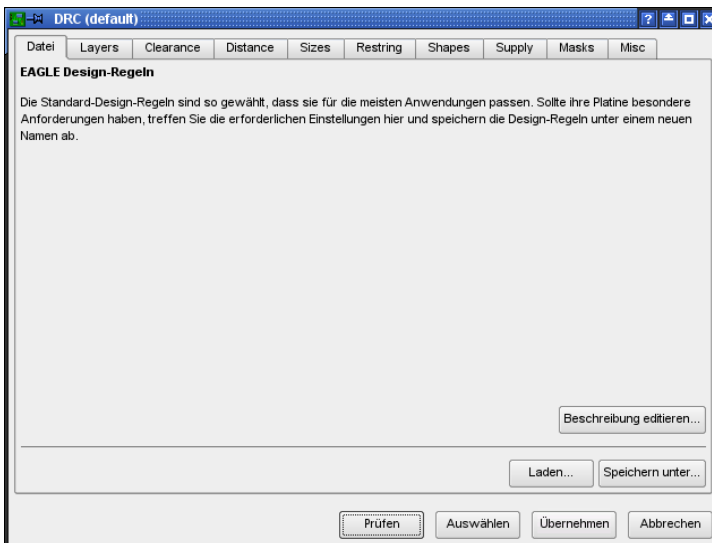 DRC (default)
Datei Layers Clearance Distance Sizes Restring Shapes Supply Masks Misc
EAGLE Design-Regeln
Die Standard-Design-Regeln sind so gewählt, dass sie für die meisten Anwendungen passen. Sollte ihre Platine besondere
Anforderungen haben, treffen Sie die erforderlichen Einstellungen hier und speichern die Design-Regeln unter einem neuen
Namen ab.
Beschreibung editieren...
Laden... Speichern unter...
Prüfen Auswählen Übernehmen Abbrechen